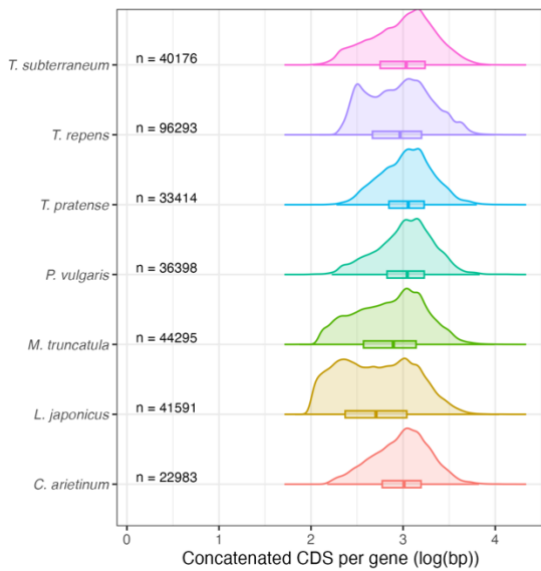 T. subterraneum n = 40176
T. repens n = 96293
T. pratense n = 33414
P. vulgaris n = 36398
M. truncatula n = 44295
L. japonicus n = 41591
C. arietinum n = 22983
0 1 2 3 4
Concatenated CDS per gene (log(bp))